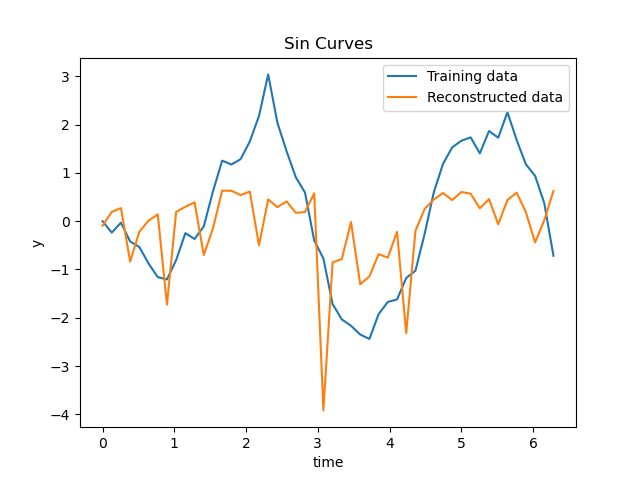 Sin Curves
Training data
Reconstructed data
y
3
2
1
0
−1
−2
−3
−4
0 1 2 3 4 5 6
time